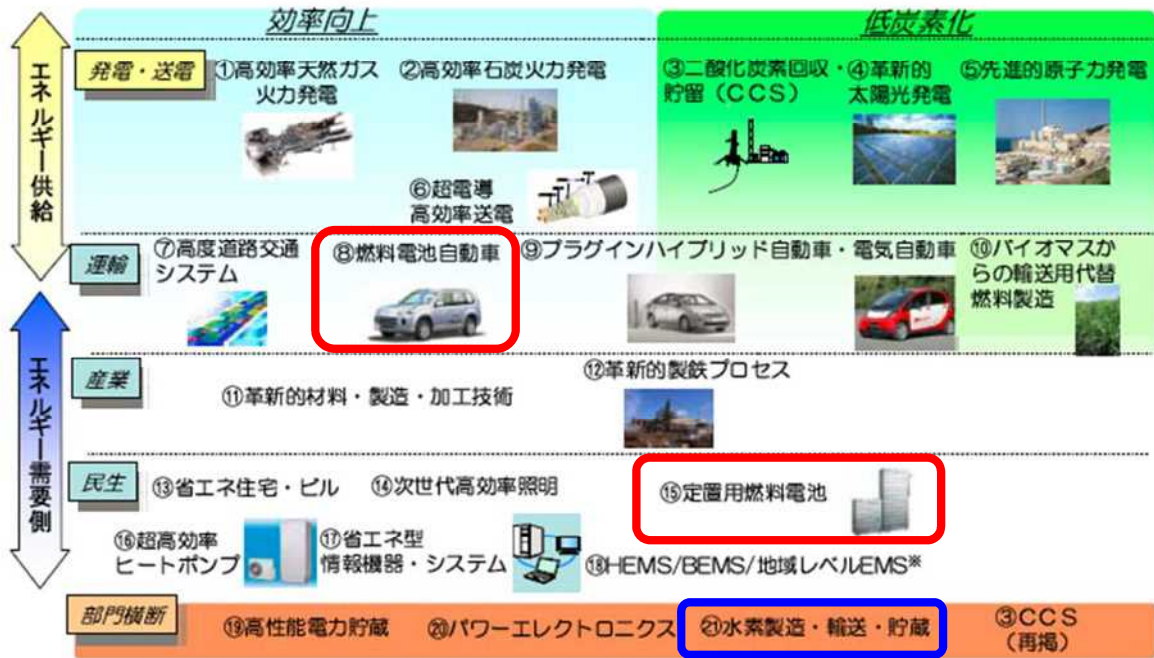 効率向上
低炭素化
エネルギー供給
発電・送電
①高効率天然ガス
火力発電
②高効率石炭火力発電
③二酸化炭素回収・
貯留（CCS）
④革新的
太陽光発電
⑤先進的原子力発電
⑥超電導
高効率送電
運輸
⑦高度道路交通
システム
⑧燃料電池自動車
⑨プラグインハイブリッド自動車・電気自動車
⑩バイオマスか
らの輸送用代替
燃料製造
エネルギー需要側
産業
⑪革新的材料・製造・加工技術
⑫革新的製鉄プロセス
民生
⑬省エネ住宅・ビル
⑭次世代高効率照明
⑮定置用燃料電池
⑯超高効率
ヒートポンプ
⑰省エネ型
情報機器・システム
⑱HEMS/BEMS/地域レベルEMS※
部門横断
⑲高性能電力貯蔵
⑳パワーエレクトロニクス
㉑水素製造・輸送・貯蔵
③CCS
（再掲）